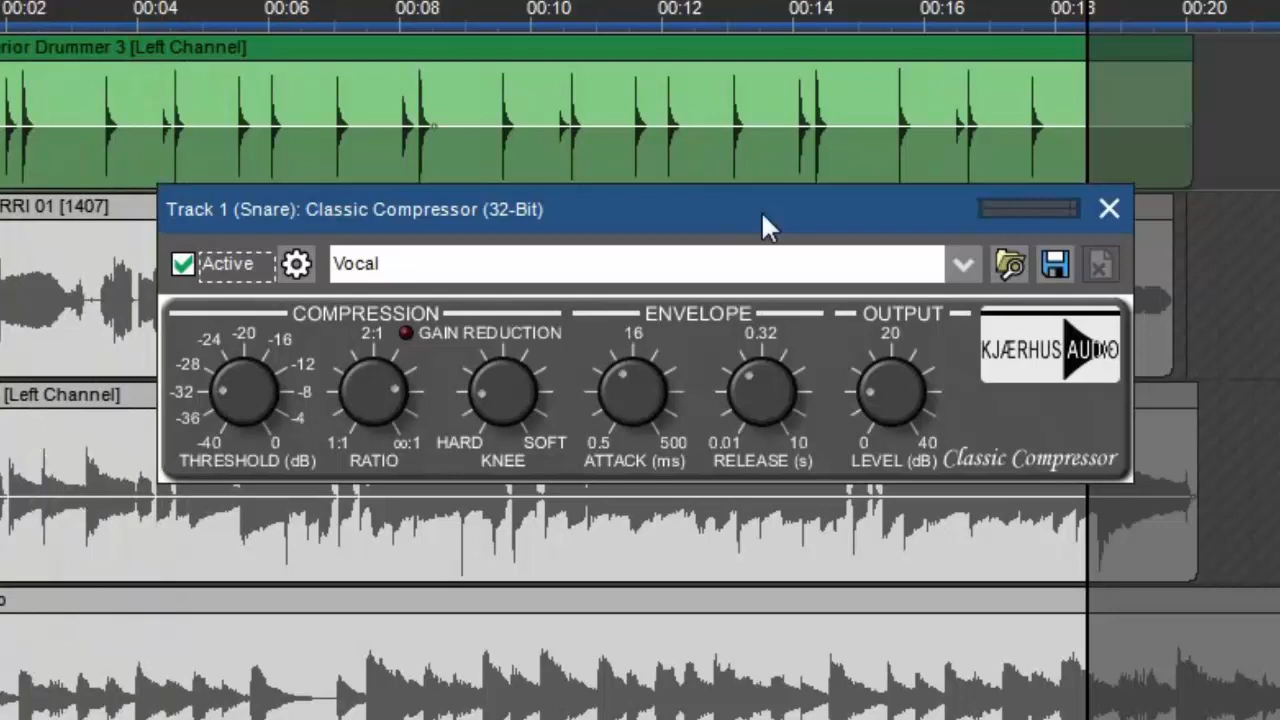 00:02 00:04 00:06 00:08 00:10 00:12 00:14 00:16 00:18 00:20
rior Drummer 3 [Left Channel]
RRI 01 [1407]
Track 1 (Snare): Classic Compressor (32-Bit)
Active
Vocal
COMPRESSION ENVELOPE OUTPUT
-24 -20 -16 2:1 GAIN REDUCTION 16 0.32 20
-28 -12
KJÆRHUS AUDIO
-32 -8
[Left Channel]
-36 -4
-40 0 1:1 ∞:1 HARD SOFT 0.5 500 0.01 10 0 40
THRESHOLD (dB) RATIO KNEE ATTACK (ms) RELEASE (s) LEVEL (dB) Classic Compressor
o